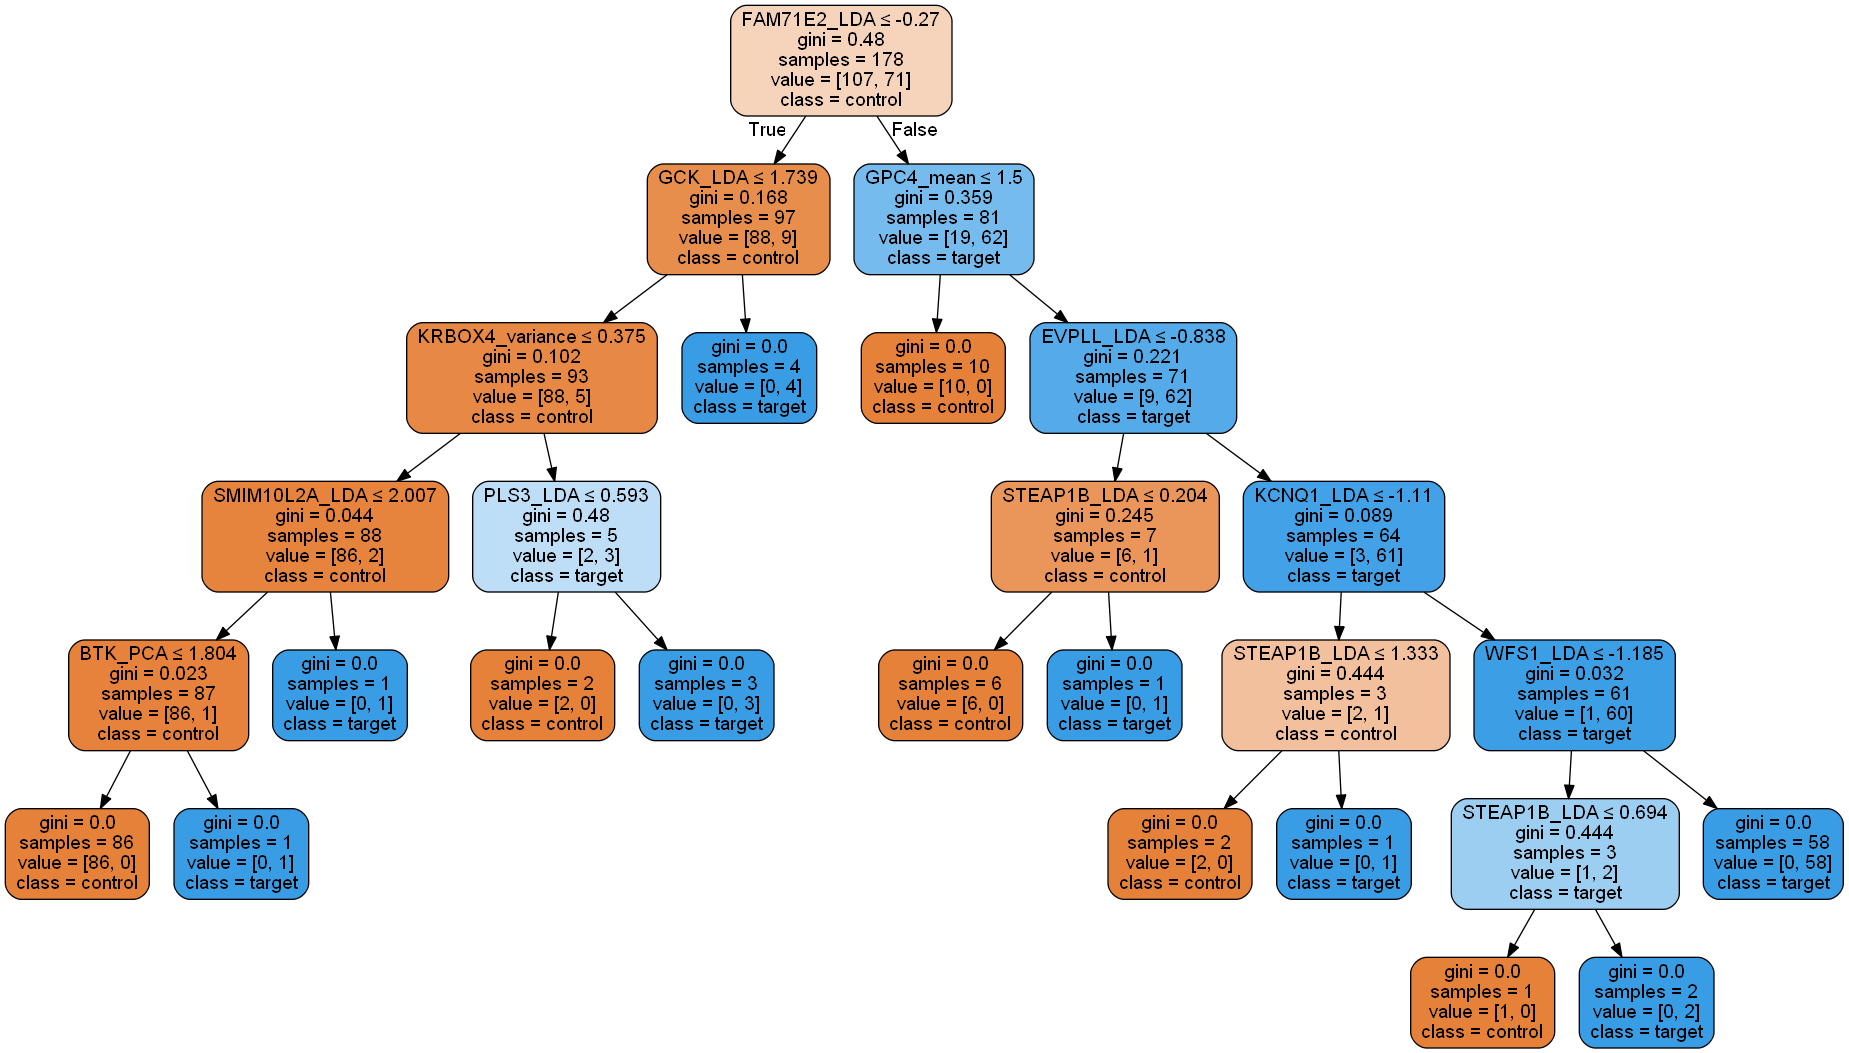 FAM71E2_LDA ≤ -0.27
gini = 0.48
samples = 178
value = [107, 71]
class = control
True
False
GCK_LDA ≤ 1.739
gini = 0.168
samples = 97
value = [88, 9]
class = control
GPC4_mean ≤ 1.5
gini = 0.359
samples = 81
value = [19, 62]
class = target
KRBOX4_variance ≤ 0.375
gini = 0.102
samples = 93
value = [88, 5]
class = control
gini = 0.0
samples = 4
value = [0, 4]
class = target
gini = 0.0
samples = 10
value = [10, 0]
class = control
EVPLL_LDA ≤ -0.838
gini = 0.221
samples = 71
value = [9, 62]
class = target
SMIM10L2A_LDA ≤ 2.007
gini = 0.044
samples = 88
value = [86, 2]
class = control
PLS3_LDA ≤ 0.593
gini = 0.48
samples = 5
value = [2, 3]
class = target
STEAP1B_LDA ≤ 0.204
gini = 0.245
samples = 7
value = [6, 1]
class = control
KCNQ1_LDA ≤ -1.11
gini = 0.089
samples = 64
value = [3, 61]
class = target
BTK_PCA ≤ 1.804
gini = 0.023
samples = 87
value = [86, 1]
class = control
gini = 0.0
samples = 1
value = [0, 1]
class = target
gini = 0.0
samples = 2
value = [2, 0]
class = control
gini = 0.0
samples = 3
value = [0, 3]
class = target
gini = 0.0
samples = 6
value = [6, 0]
class = control
gini = 0.0
samples = 1
value = [0, 1]
class = target
STEAP1B_LDA ≤ 1.333
gini = 0.444
samples = 3
value = [2, 1]
class = control
WFS1_LDA ≤ -1.185
gini = 0.032
samples = 61
value = [1, 60]
class = target
gini = 0.0
samples = 86
value = [86, 0]
class = control
gini = 0.0
samples = 1
value = [0, 1]
class = target
gini = 0.0
samples = 2
value = [2, 0]
class = control
gini = 0.0
samples = 1
value = [0, 1]
class = target
STEAP1B_LDA ≤ 0.694
gini = 0.444
samples = 3
value = [1, 2]
class = target
gini = 0.0
samples = 58
value = [0, 58]
class = target
gini = 0.0
samples = 1
value = [1, 0]
class = control
gini = 0.0
samples = 2
value = [0, 2]
class = target